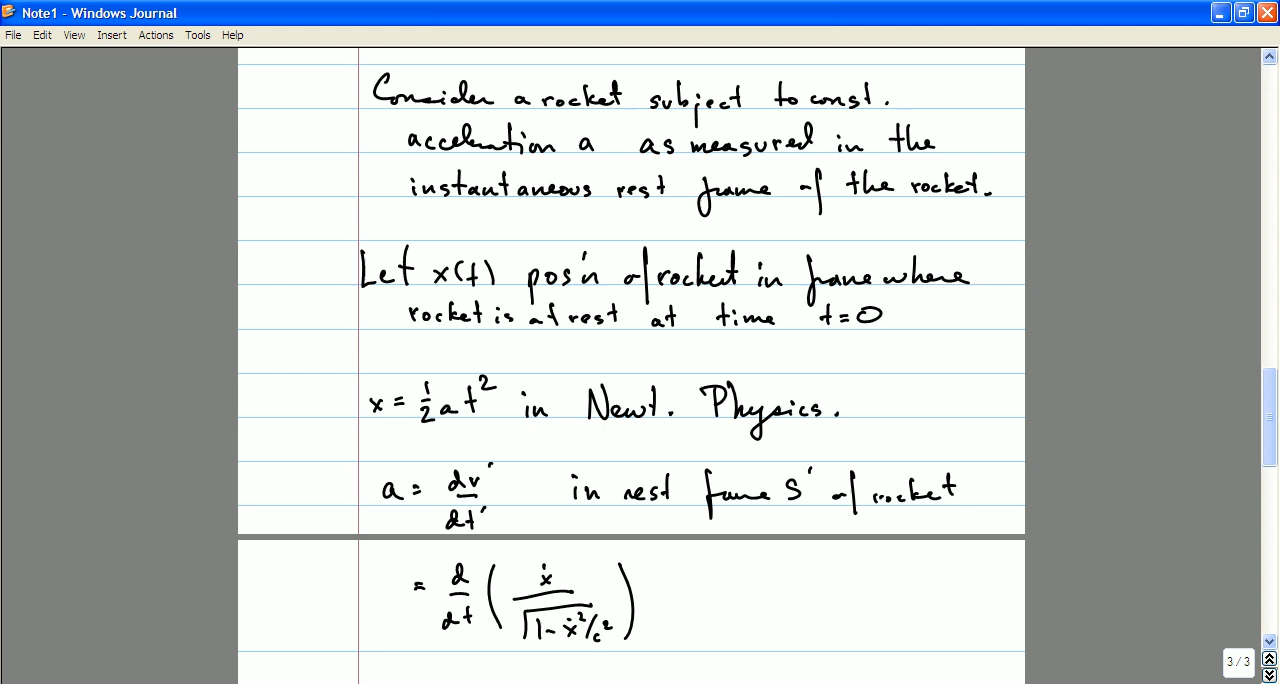 Note1 - Windows Journal
File Edit View Insert Actions Tools Help
Consider a rocket subject to const.
acceleration a as measured in the
instantaneous rest frame of the rocket.
Let x(t) pos'n of rocket in frame where
rocket is at rest at time t=0
x = 1/2 a t² in Newt. Physics.
a = dv'/dt' in rest frame S' of rocket
= d/dt ( ẋ / √(1 - ẋ²/c²) )
3 / 3